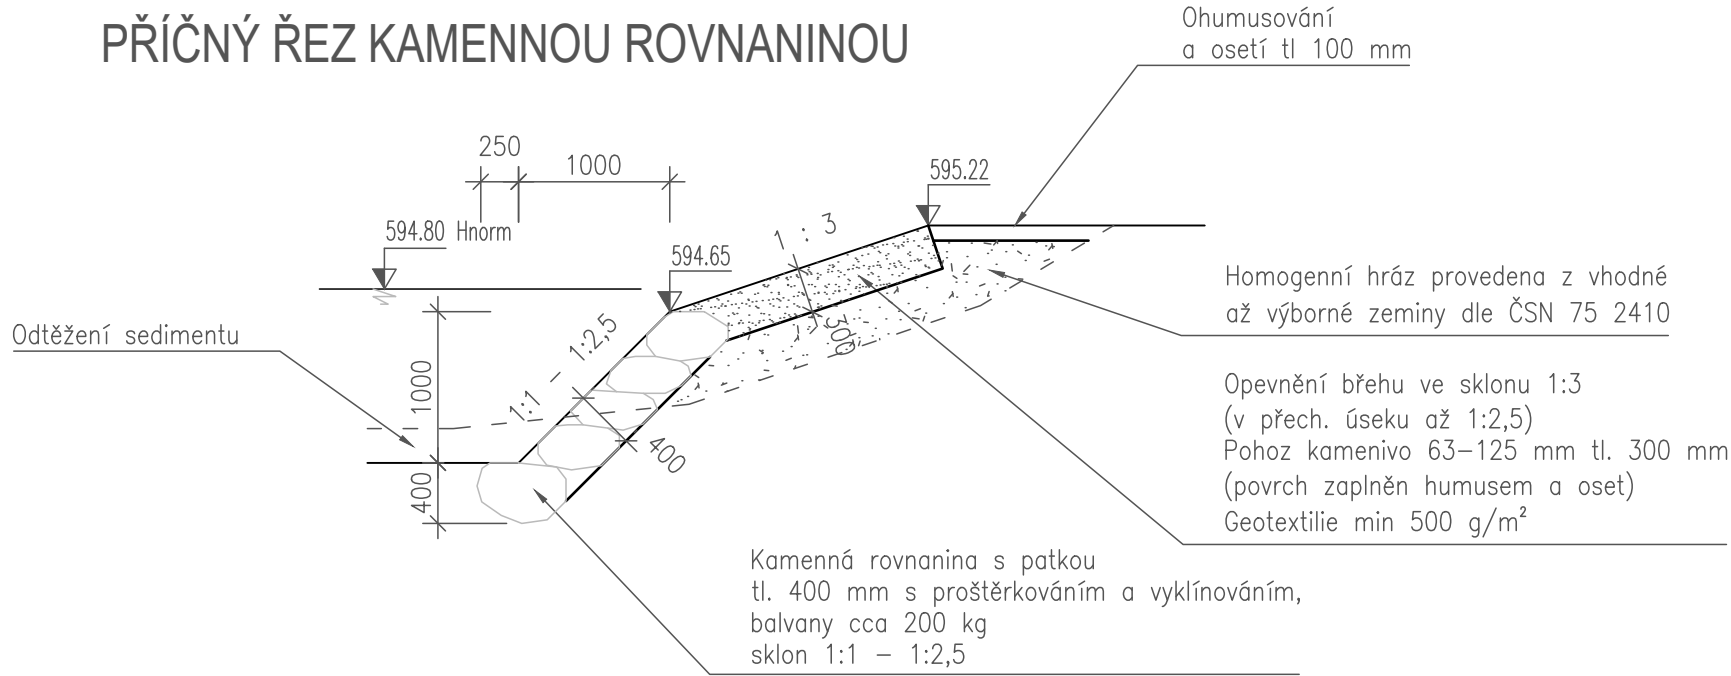 PŘÍČNÝ ŘEZ KAMENNOU ROVNANINOU
Ohumusování
a osetí tl 100 mm
250
1000
595.22
594.80 Hnorm
594.65
1 : 3
Homogenní hráz provedena z vhodné
až výborné zeminy dle ČSN 75 2410
Odtěžení sedimentu
1:2,5
300
1000
1:1
400
400
Opevnění břehu ve sklonu 1:3
(v přech. úseku až 1:2,5)
Pohoz kamenivo 63–125 mm tl. 300 mm
(povrch zaplněn humusem a oset)
Geotextilie min 500 g/m²
Kamenná rovnanina s patkou
tl. 400 mm s proštěrkováním a vyklínováním,
balvany cca 200 kg
sklon 1:1 – 1:2,5